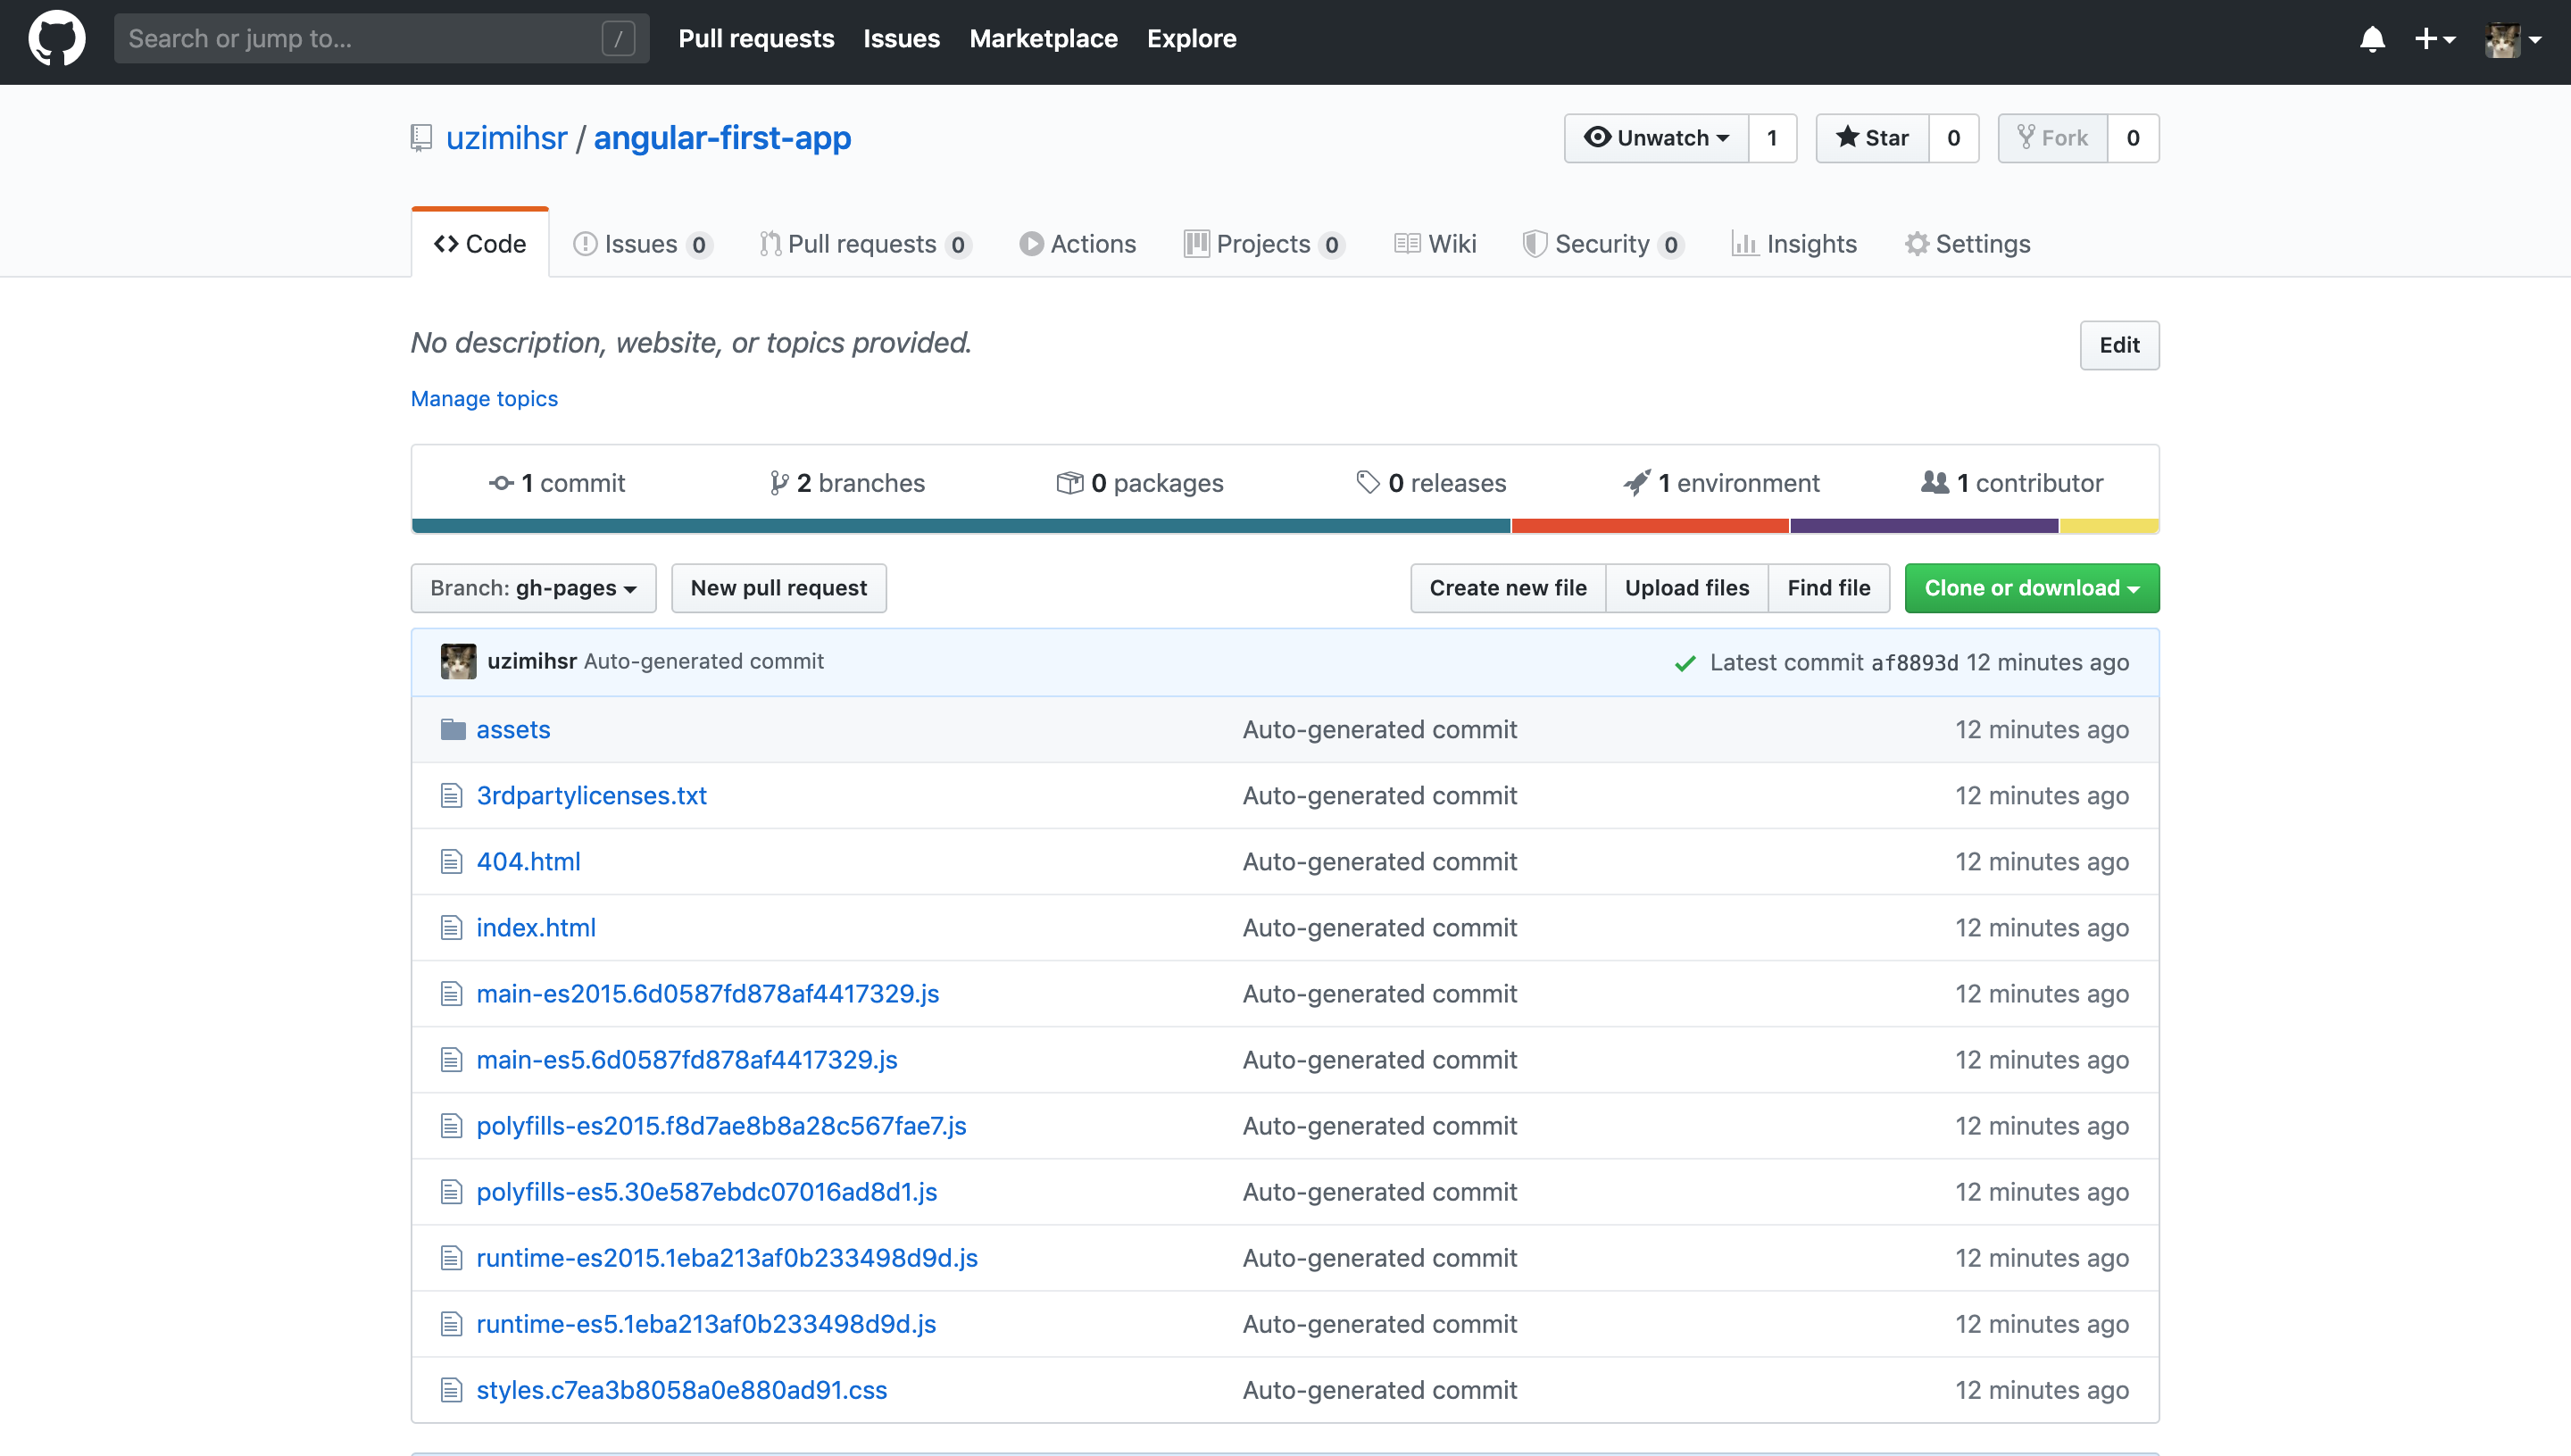 Search or jump to... / Pull requests Issues Marketplace Explore
uzimihsr / angular-first-app Unwatch 1 Star 0 Fork 0
Code Issues 0 Pull requests 0 Actions Projects 0 Wiki Security 0 Insights Settings
No description, website, or topics provided. Edit
Manage topics
1 commit 2 branches 0 packages 0 releases 1 environment 1 contributor
Branch: gh-pages New pull request Create new file Upload files Find file Clone or download
uzimihsr Auto-generated commit Latest commit af8893d 12 minutes ago
assets Auto-generated commit 12 minutes ago
3rdpartylicenses.txt Auto-generated commit 12 minutes ago
404.html Auto-generated commit 12 minutes ago
index.html Auto-generated commit 12 minutes ago
main-es2015.6d0587fd878af4417329.js Auto-generated commit 12 minutes ago
main-es5.6d0587fd878af4417329.js Auto-generated commit 12 minutes ago
polyfills-es2015.f8d7ae8b8a28c567fae7.js Auto-generated commit 12 minutes ago
polyfills-es5.30e587ebdc07016ad8d1.js Auto-generated commit 12 minutes ago
runtime-es2015.1eba213af0b233498d9d.js Auto-generated commit 12 minutes ago
runtime-es5.1eba213af0b233498d9d.js Auto-generated commit 12 minutes ago
styles.c7ea3b8058a0e880ad91.css Auto-generated commit 12 minutes ago